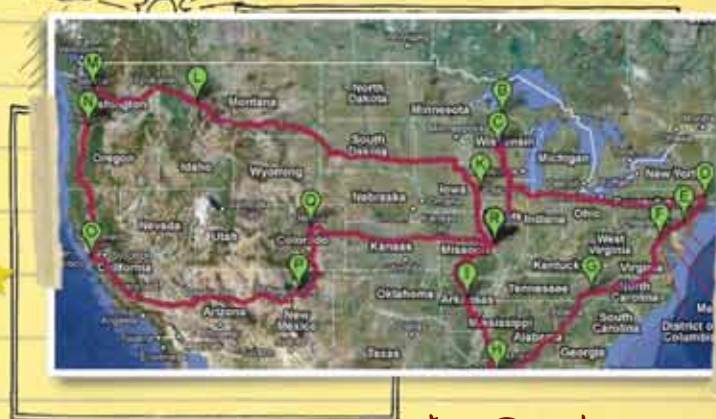 M
L
B
N
Washington
Montana
North
Dakota
Minnesota
C
Wisconsin
Oregon
South
Dakota
Michigan
Idaho
Wyoming
K
New York
D
Iowa
E
Nebraska
Q
R
Indiana
Ohio
F
Nevada
Utah
Colorado
O
Kansas
Missouri
West
Virginia
California
P
I
Kentucky
G
Virginia
Oklahoma
Tennessee
North
Carolina
Arizona
Arkansas
New
Mexico
Mississippi
South
Carolina
District of
Columbia
Alabama
Texas
H
Georgia